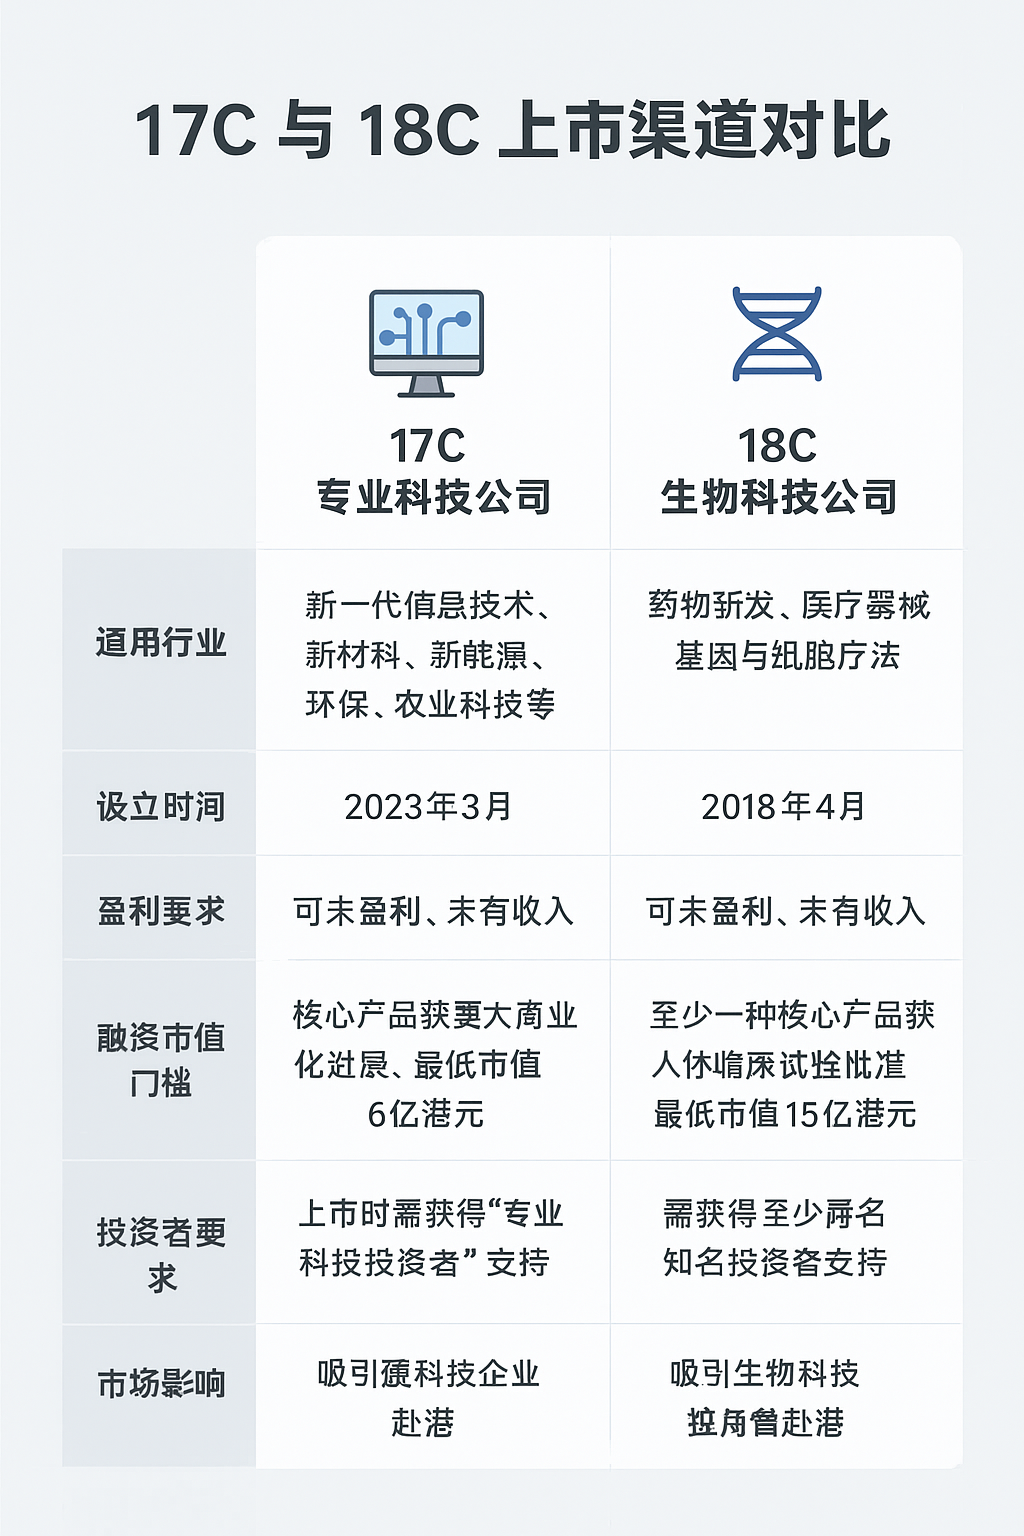 17C 与 18C 上市渠道对比
17C
专业科技公司
18C
生物科技公司
适用行业
新一代信息技术、
新材料、新能源、
环保、农业科技等
药物研发、医疗器械
基因与细胞疗法
设立时间
2023年3月
2018年4月
盈利要求
可未盈利、未有收入
可未盈利、未有收入
融资市值
门槛
核心产品获重大商业
化进展、最低市值
6亿港元
至少一种核心产品获
人体临床试验批准
最低市值15亿港元
投资者要
求
上市时需获得“专业
科技投资者”支持
需获得至少两名
知名投资者支持
市场影响
吸引硬科技企业
赴港
吸引生物科技
赴港